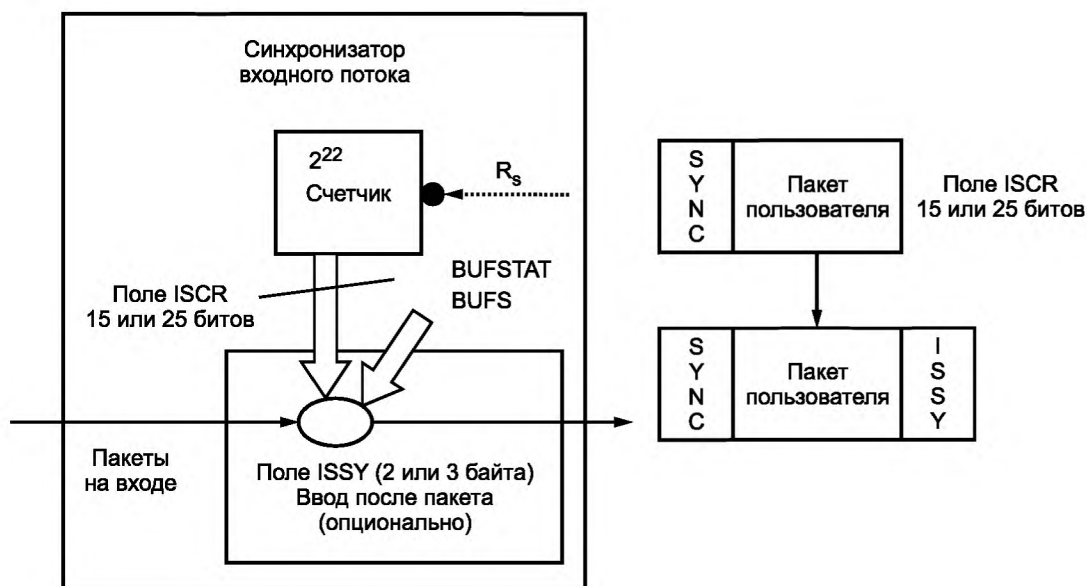 Синхронизатор
входного потока
2²²
Счетчик
Rs
Поле ISCR
15 или 25 битов
BUFSTAT
BUFS
Пакеты
на входе
Поле ISSY (2 или 3 байта)
Ввод после пакета
(опционально)
S
Y
N
C
Пакет
пользователя
Поле ISCR
15 или 25 битов
S
Y
N
C
Пакет
пользователя
I
S
S
Y